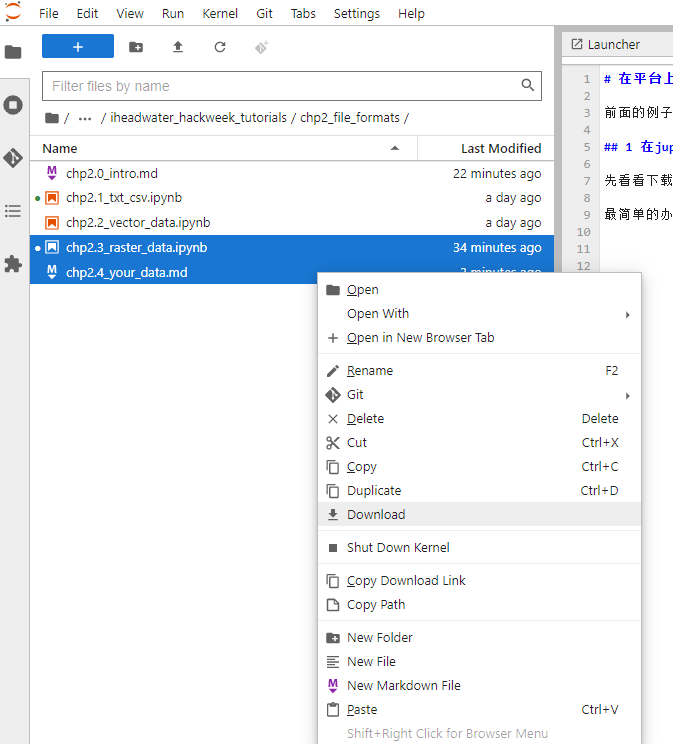 File Edit View Run Kernel Git Tabs Settings Help
Filter files by name
/ ··· / iheadwater_hackweek_tutorials / chp2_file_formats /
Name Last Modified
chp2.0_intro.md 22 minutes ago
chp2.1_txt_csv.ipynb a day ago
chp2.2_vector_data.ipynb a day ago
chp2.3_raster_data.ipynb 34 minutes ago
chp2.4_your_data.md 2 minutes ago
Open
Open With
Open in New Browser Tab
Rename F2
Git
Delete Delete
Cut Ctrl+X
Copy Ctrl+C
Duplicate Ctrl+D
Download
Shut Down Kernel
Copy Download Link
Copy Path
New Folder
New File
New Markdown File
Paste Ctrl+V
Shift+Right Click for Browser Menu
Launcher
1 # 在平台上
2
3 前面的例子
4
5 ## 1 在jup
6
7 先看看下载
8
9 最简单的办
10
11
12